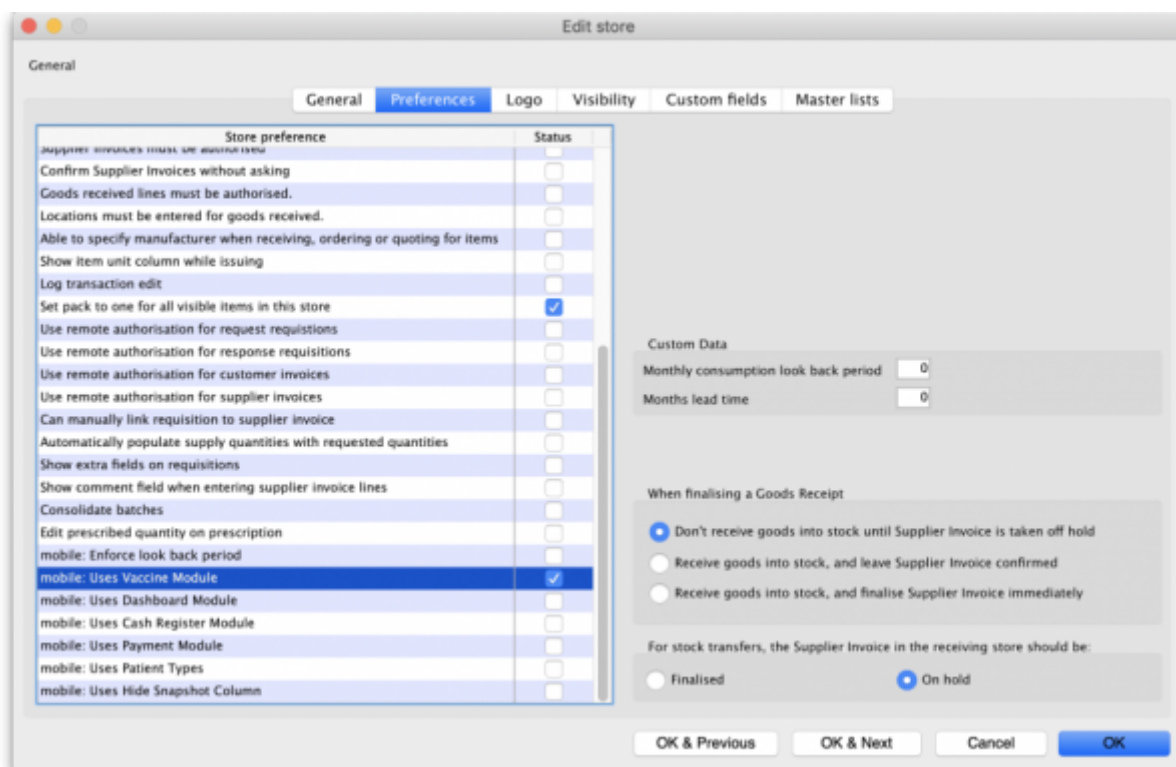 Edit store
General
General Preferences Logo Visibility Custom fields Master lists
Store preference Status
Supplier invoices must be authorised
Confirm Supplier Invoices without asking
Goods received lines must be authorised.
Locations must be entered for goods received.
Able to specify manufacturer when receiving, ordering or quoting for items
Show item unit column while issuing
Log transaction edit
Set pack to one for all visible items in this store
Use remote authorisation for request requistions
Use remote authorisation for response requisitions
Use remote authorisation for customer invoices
Use remote authorisation for supplier invoices
Can manually link requisition to supplier invoice
Automatically populate supply quantities with requested quantities
Show extra fields on requisitions
Show comment field when entering supplier invoice lines
Consolidate batches
Edit prescribed quantity on prescription
mobile: Enforce look back period
mobile: Uses Vaccine Module
mobile: Uses Dashboard Module
mobile: Uses Cash Register Module
mobile: Uses Payment Module
mobile: Uses Patient Types
mobile: Uses Hide Snapshot Column
Custom Data
Monthly consumption look back period 0
Months lead time 0
When finalising a Goods Receipt
Don't receive goods into stock until Supplier Invoice is taken off hold
Receive goods into stock, and leave Supplier Invoice confirmed
Receive goods into stock, and finalise Supplier Invoice immediately
For stock transfers, the Supplier Invoice in the receiving store should be:
Finalised On hold
OK & Previous OK & Next Cancel OK